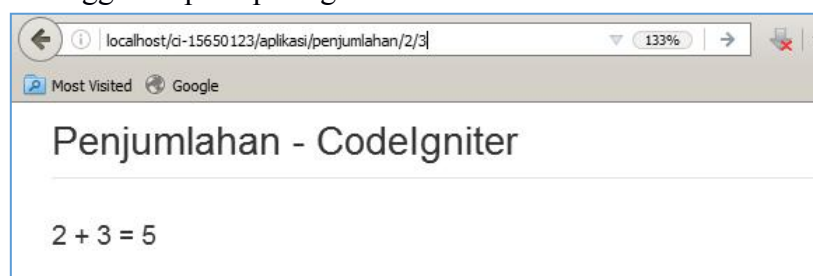 localhost/ci-15650123/aplikasi/penjumlahan/2/3
133%
Most Visited
Google
Penjumlahan - CodeIgniter
2 + 3 = 5